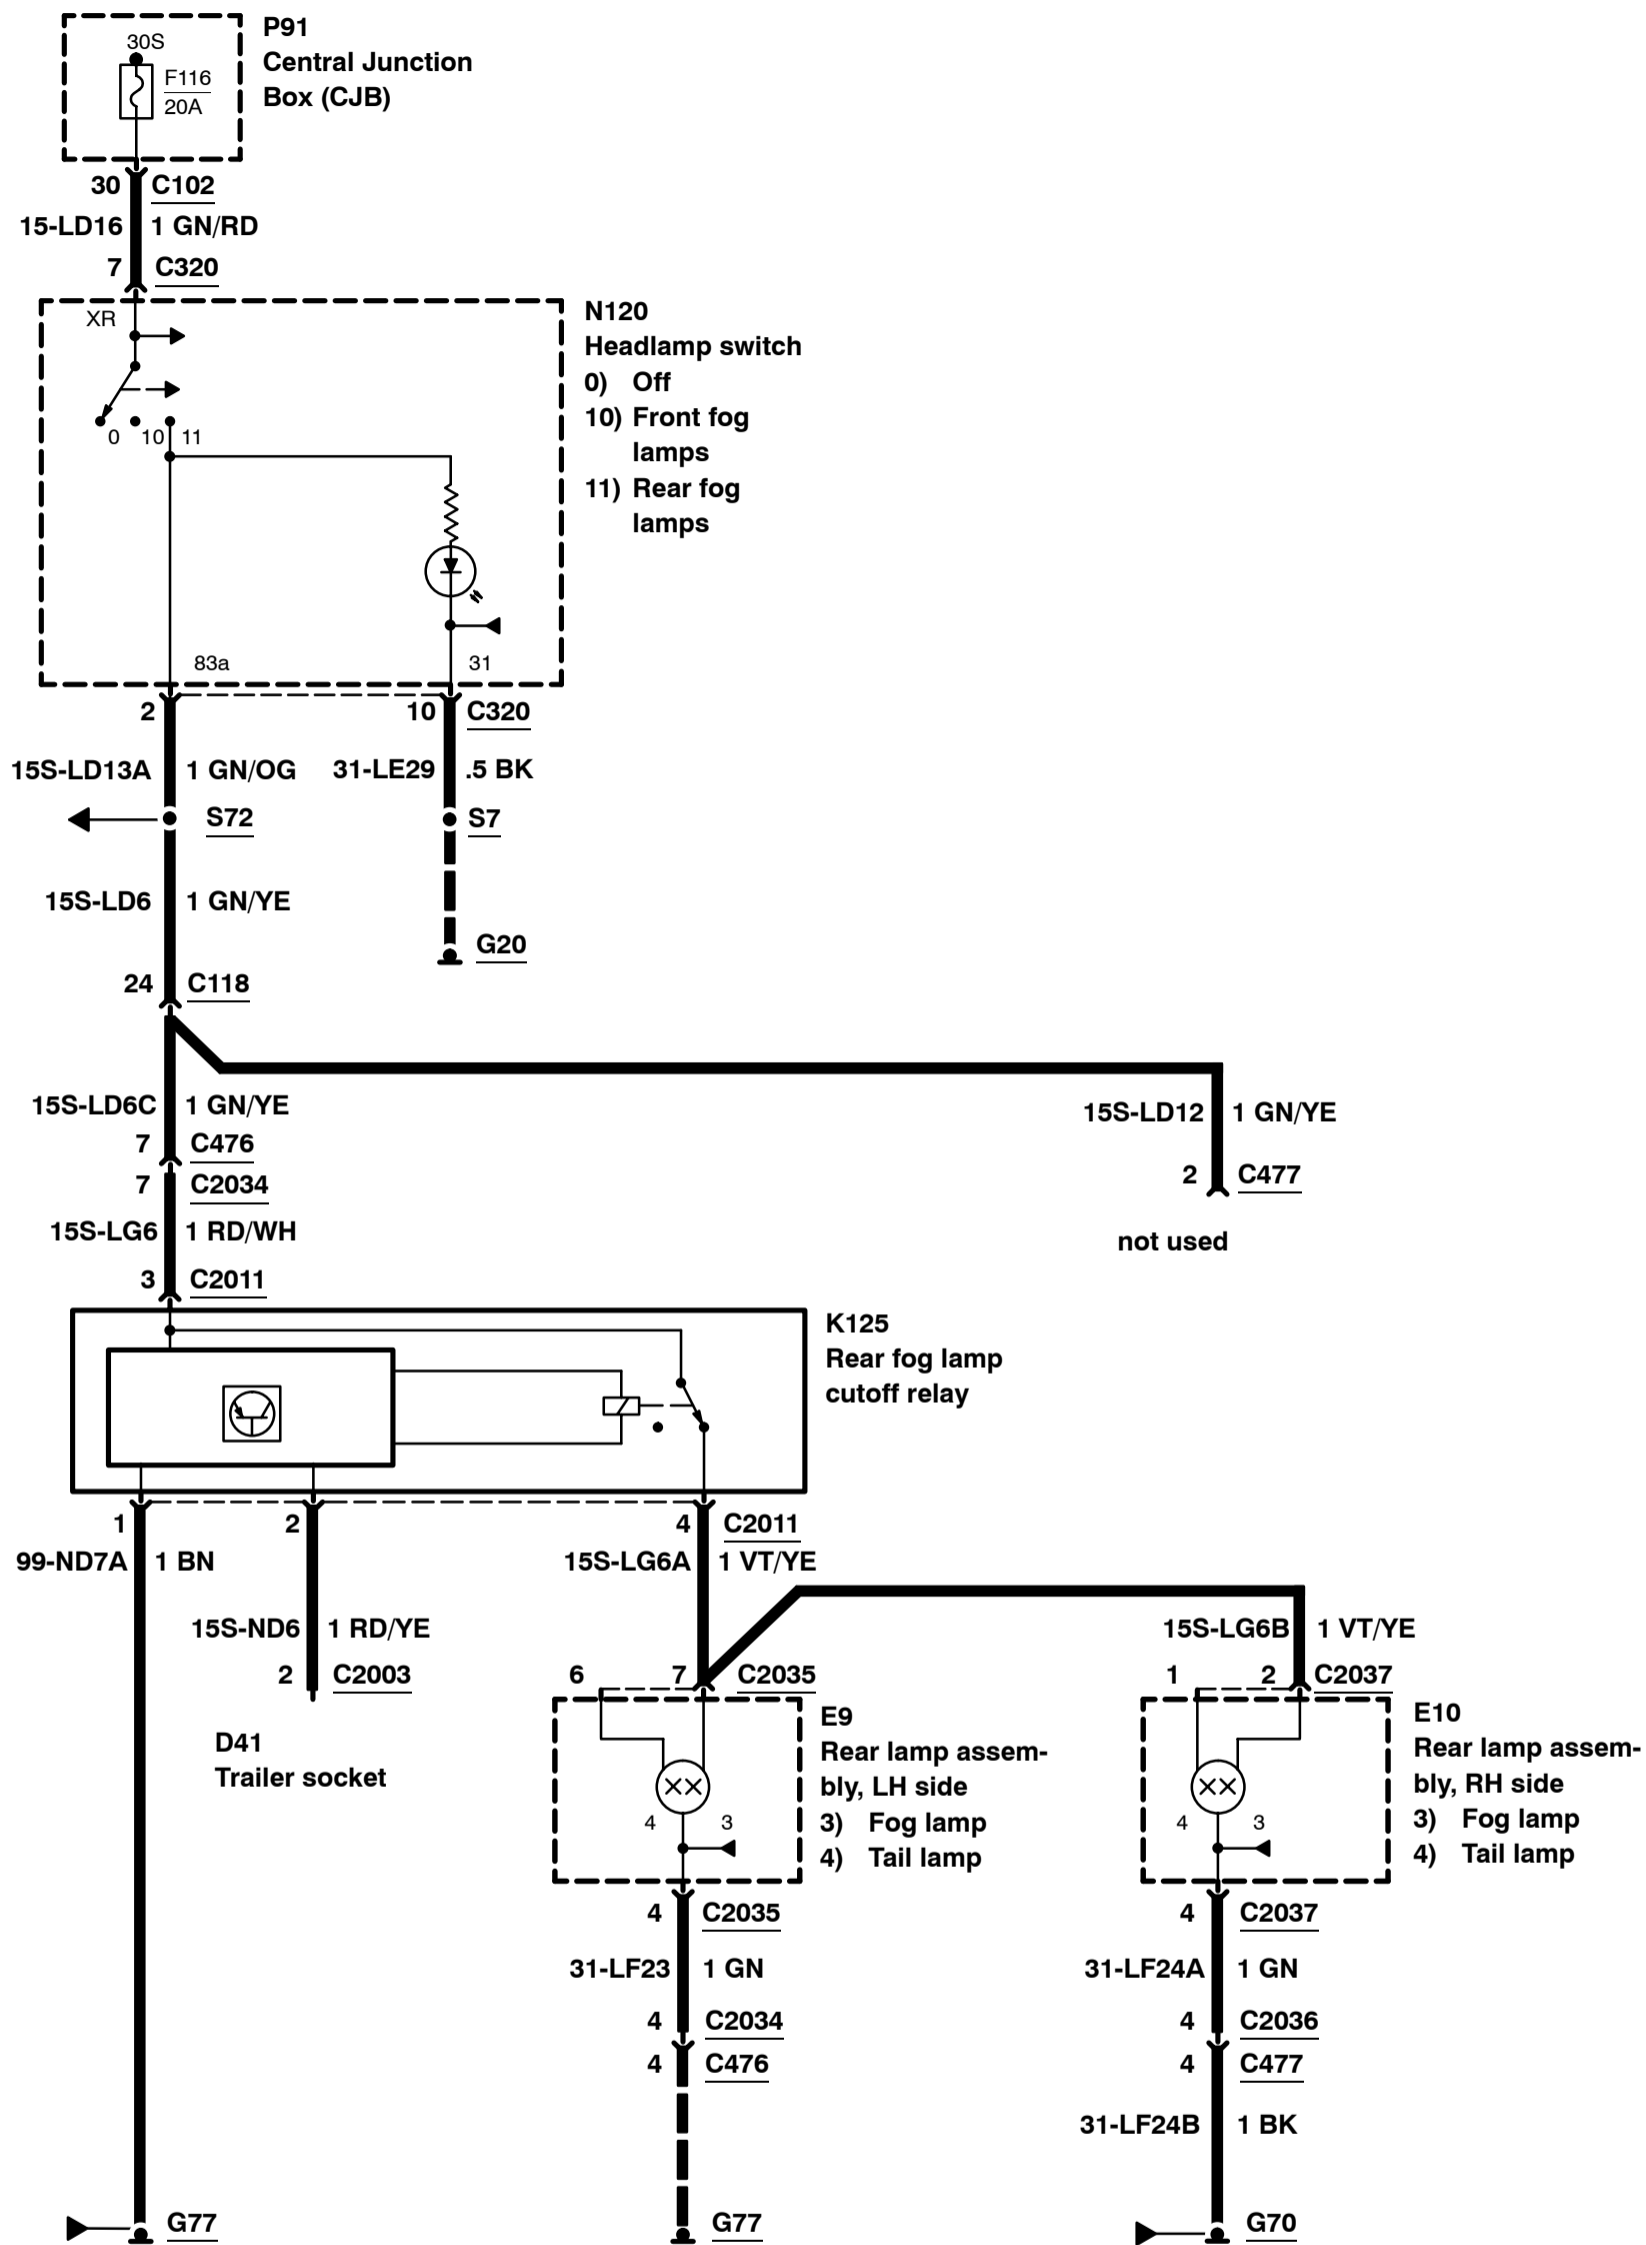 P91
30S
Central Junction
F116
Box (CJB)
20A
30 C102
15-LD16 1 GN/RD
7 C320
N120
XR
Headlamp switch
0) Off
10) Front fog
lamps
0 10 11
11) Rear fog
lamps
83a 31
2 10 C320
15S-LD13A 1 GN/OG 31-LE29 .5 BK
S72 S7
15S-LD6 1 GN/YE
G20
24 C118
15S-LD6C 1 GN/YE 15S-LD12 1 GN/YE
7 C476
2 C477
7 C2034
15S-LG6 1 RD/WH
not used
3 C2011
K125
Rear fog lamp
cutoff relay
1 2 4 C2011
99-ND7A 1 BN 15S-LG6A 1 VT/YE
15S-ND6 1 RD/YE 15S-LG6B 1 VT/YE
2 C2003 6 7 C2035 1 2 C2037
E9
Rear lamp assem-
bly, LH side
3) Fog lamp
4) Tail lamp
E10
Rear lamp assem-
bly, RH side
3) Fog lamp
4) Tail lamp
D41
Trailer socket
4 3 4 3
4 C2035 4 C2037
31-LF23 1 GN 31-LF24A 1 GN
4 C2034 4 C2036
4 C476 4 C477
31-LF24B 1 BK
G77 G77 G70